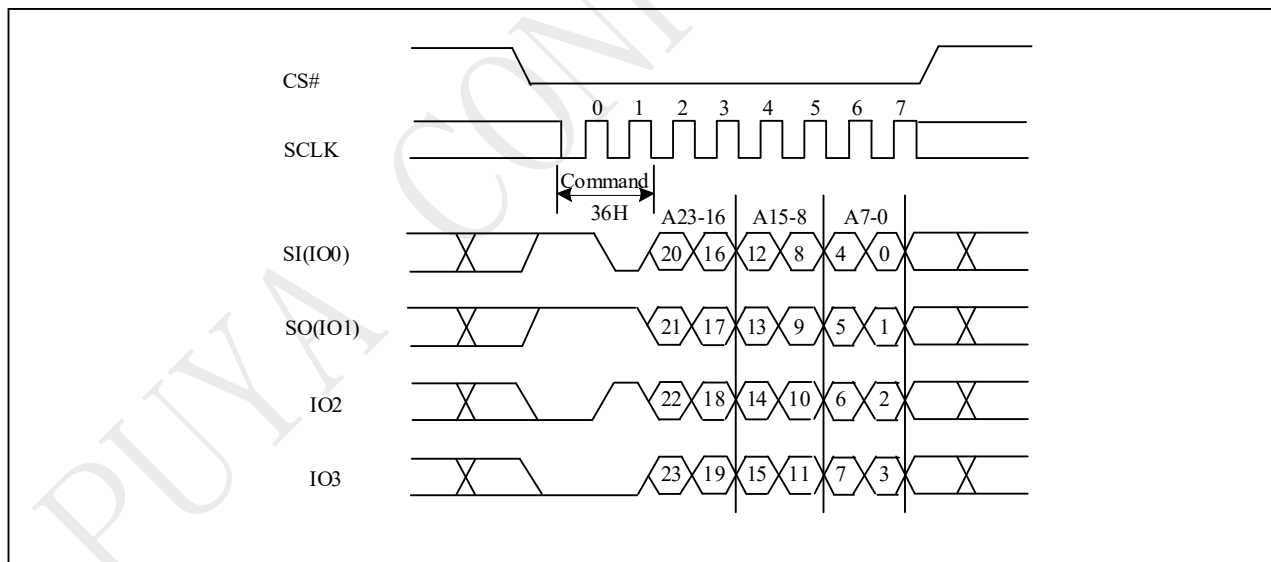 PUYA CONF
CS#
0 1 2 3 4 5 6 7
SCLK
Command
36H
A23-16 A15-8 A7-0
SI(IO0) 20 16 12 8 4 0
SO(IO1) 21 17 13 9 5 1
IO2 22 18 14 10 6 2
IO3 23 19 15 11 7 3